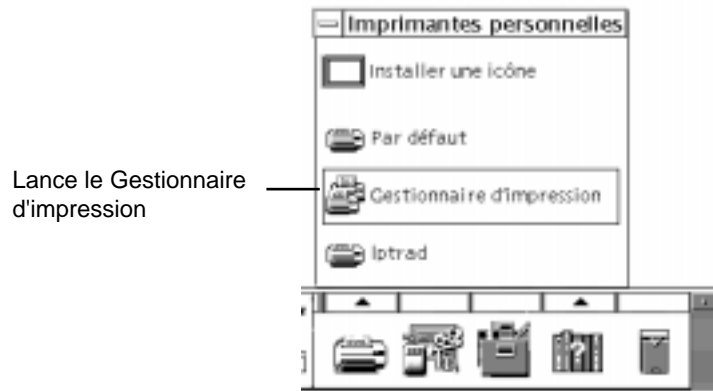 Imprimantes personnelles
Installer une icône
Par défaut
Lance le Gestionnaire
d'impression
Gestionnaire d'impression
lptrad
?